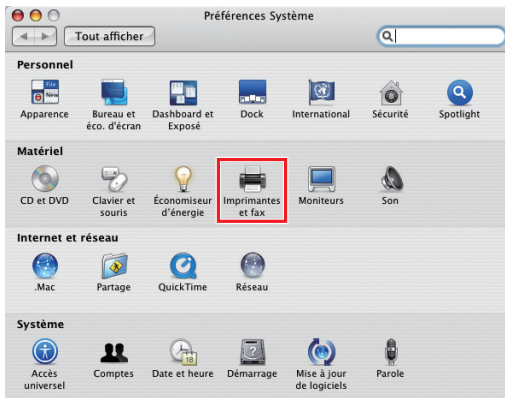 Préférences Système
Tout afficher
Personnel
File
New
Apparence
Bureau et
éco. d'écran
Dashboard et
Exposé
Dock
International
Sécurité
Spotlight
Matériel
CD et DVD
Clavier et
souris
Économiseur
d'énergie
Imprimantes
et fax
Moniteurs
Son
Internet et réseau
.Mac
Partage
QuickTime
Réseau
Système
Accès
universel
Comptes
18
Date et heure
?
Démarrage
Mise à jour
de logiciels
Parole